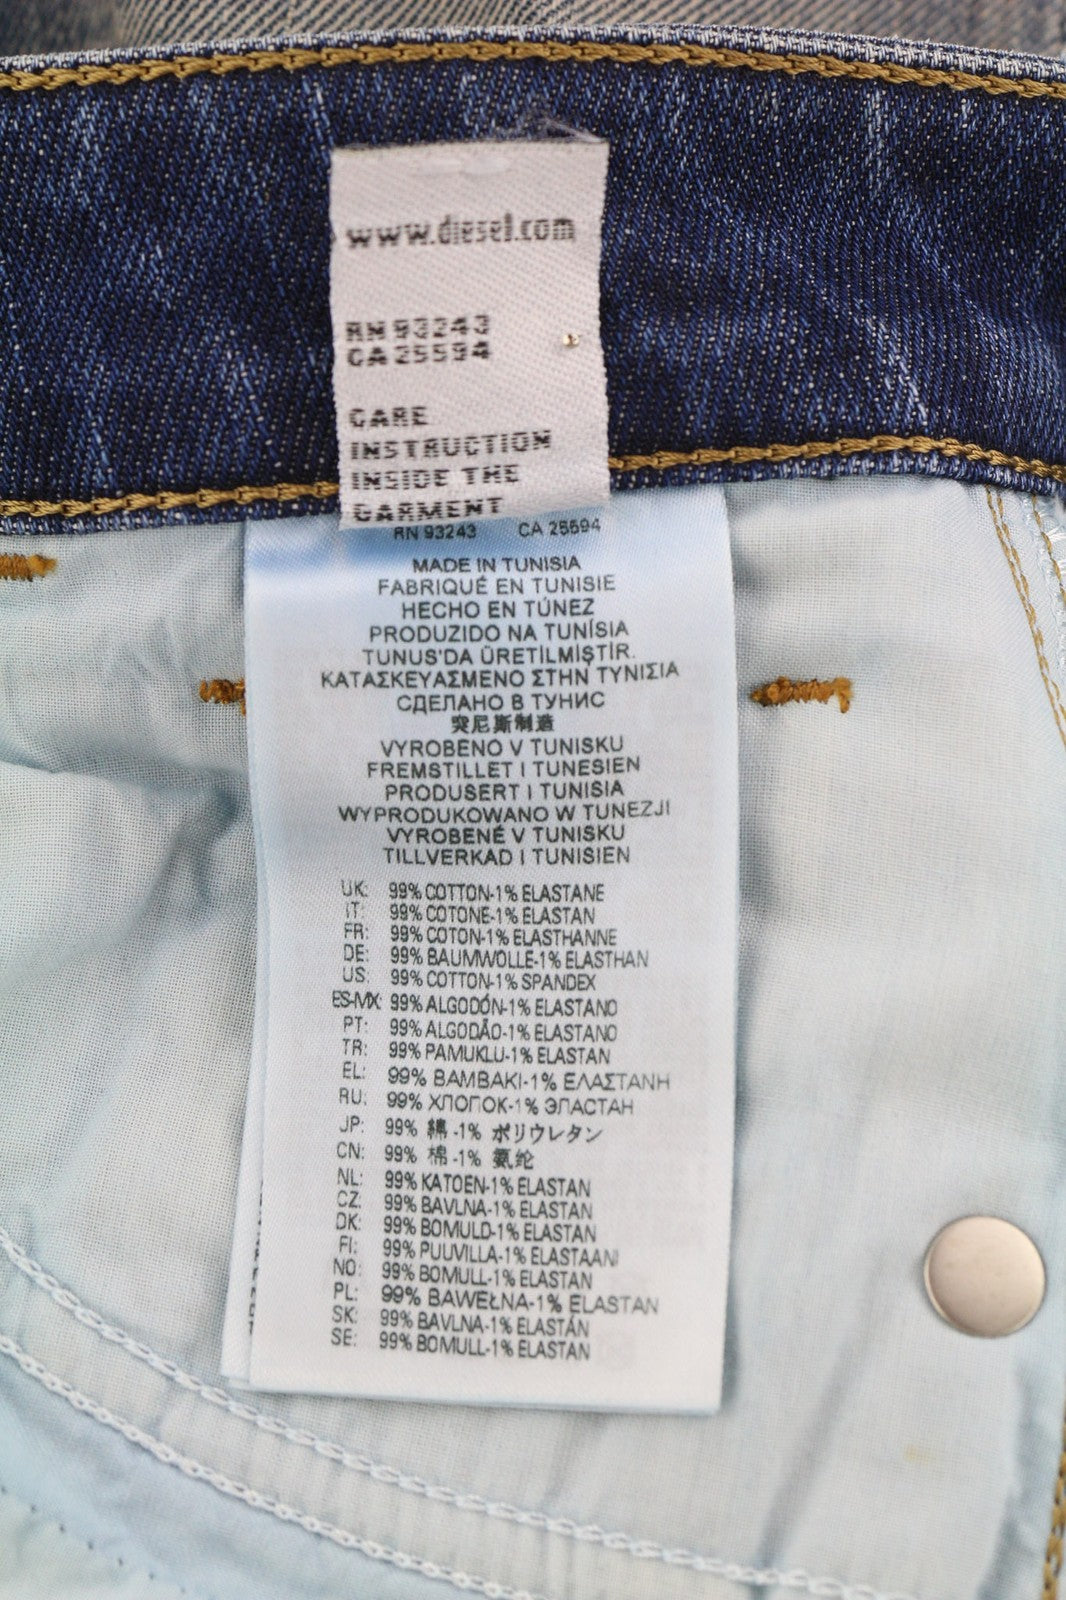 www.diesel.com
RN 93243
CA 25594
CARE
INSTRUCTION
INSIDE THE
GARMENT
RN 93243 CA 25594
MADE IN TUNISIA
FABRIQUÉ EN TUNISIE
HECHO EN TÚNEZ
PRODUZIDO NA TUNÍSIA
TUNUS'DA ÜRETİLMİŞTİR.
ΚΑΤΑΣΚΕΥΑΣΜΕΝΟ ΣΤΗΝ ΤΥΝΙΣΙΑ
СДЕЛАНО В ТУНИС
突尼斯制造
VYROBENO V TUNISKU
FREMSTILLET I TUNESIEN
PRODUSERT I TUNISIA
WYPRODUKOWANO W TUNEZJI
VYROBENÉ V TUNISKU
TILLVERKAD I TUNISIEN
UK: 99% COTTON-1% ELASTANE
IT: 99% COTONE-1% ELASTAN
FR: 99% COTON-1% ELASTHANNE
DE: 99% BAUMWOLLE-1% ELASTHAN
US: 99% COTTON-1% SPANDEX
ES-MX: 99% ALGODÓN-1% ELASTANO
PT: 99% ALGODÃO-1% ELASTANO
TR: 99% PAMUKLU-1% ELASTAN
EL: 99% ΒΑΜΒΑΚΙ-1% ΕΛΑΣΤΑΝΗ
RU: 99% ХЛОПОК-1% ЭЛАСТАН
JP: 99% 綿 -1% ポリウレタン
CN: 99% 棉 -1% 氨纶
NL: 99% KATOEN-1% ELASTAN
CZ: 99% BAVLNA-1% ELASTAN
DK: 99% BOMULD-1% ELASTAN
FI: 99% PUUVILLA-1% ELASTAANI
NO: 99% BOMULL-1% ELASTAN
PL: 99% BAWEŁNA-1% ELASTAN
SK: 99% BAVLNA-1% ELASTÁN
SE: 99% BOMULL-1% ELASTAN